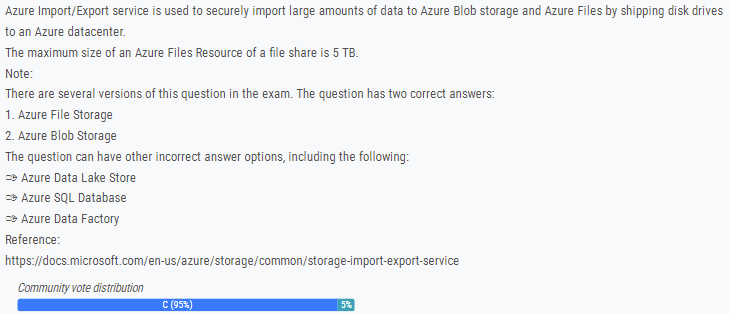 Azure Import/Export service is used to securely import large amounts of data to Azure Blob storage and Azure Files by shipping disk drives
to an Azure datacenter.
The maximum size of an Azure Files Resource of a file share is 5 TB.
Note:
There are several versions of this question in the exam. The question has two correct answers:
1. Azure File Storage
2. Azure Blob Storage
The question can have other incorrect answer options, including the following:
⇒ Azure Data Lake Store
⇒ Azure SQL Database
⇒ Azure Data Factory
Reference:
https://docs.microsoft.com/en-us/azure/storage/common/storage-import-export-service
Community vote distribution
C (95%) 5%